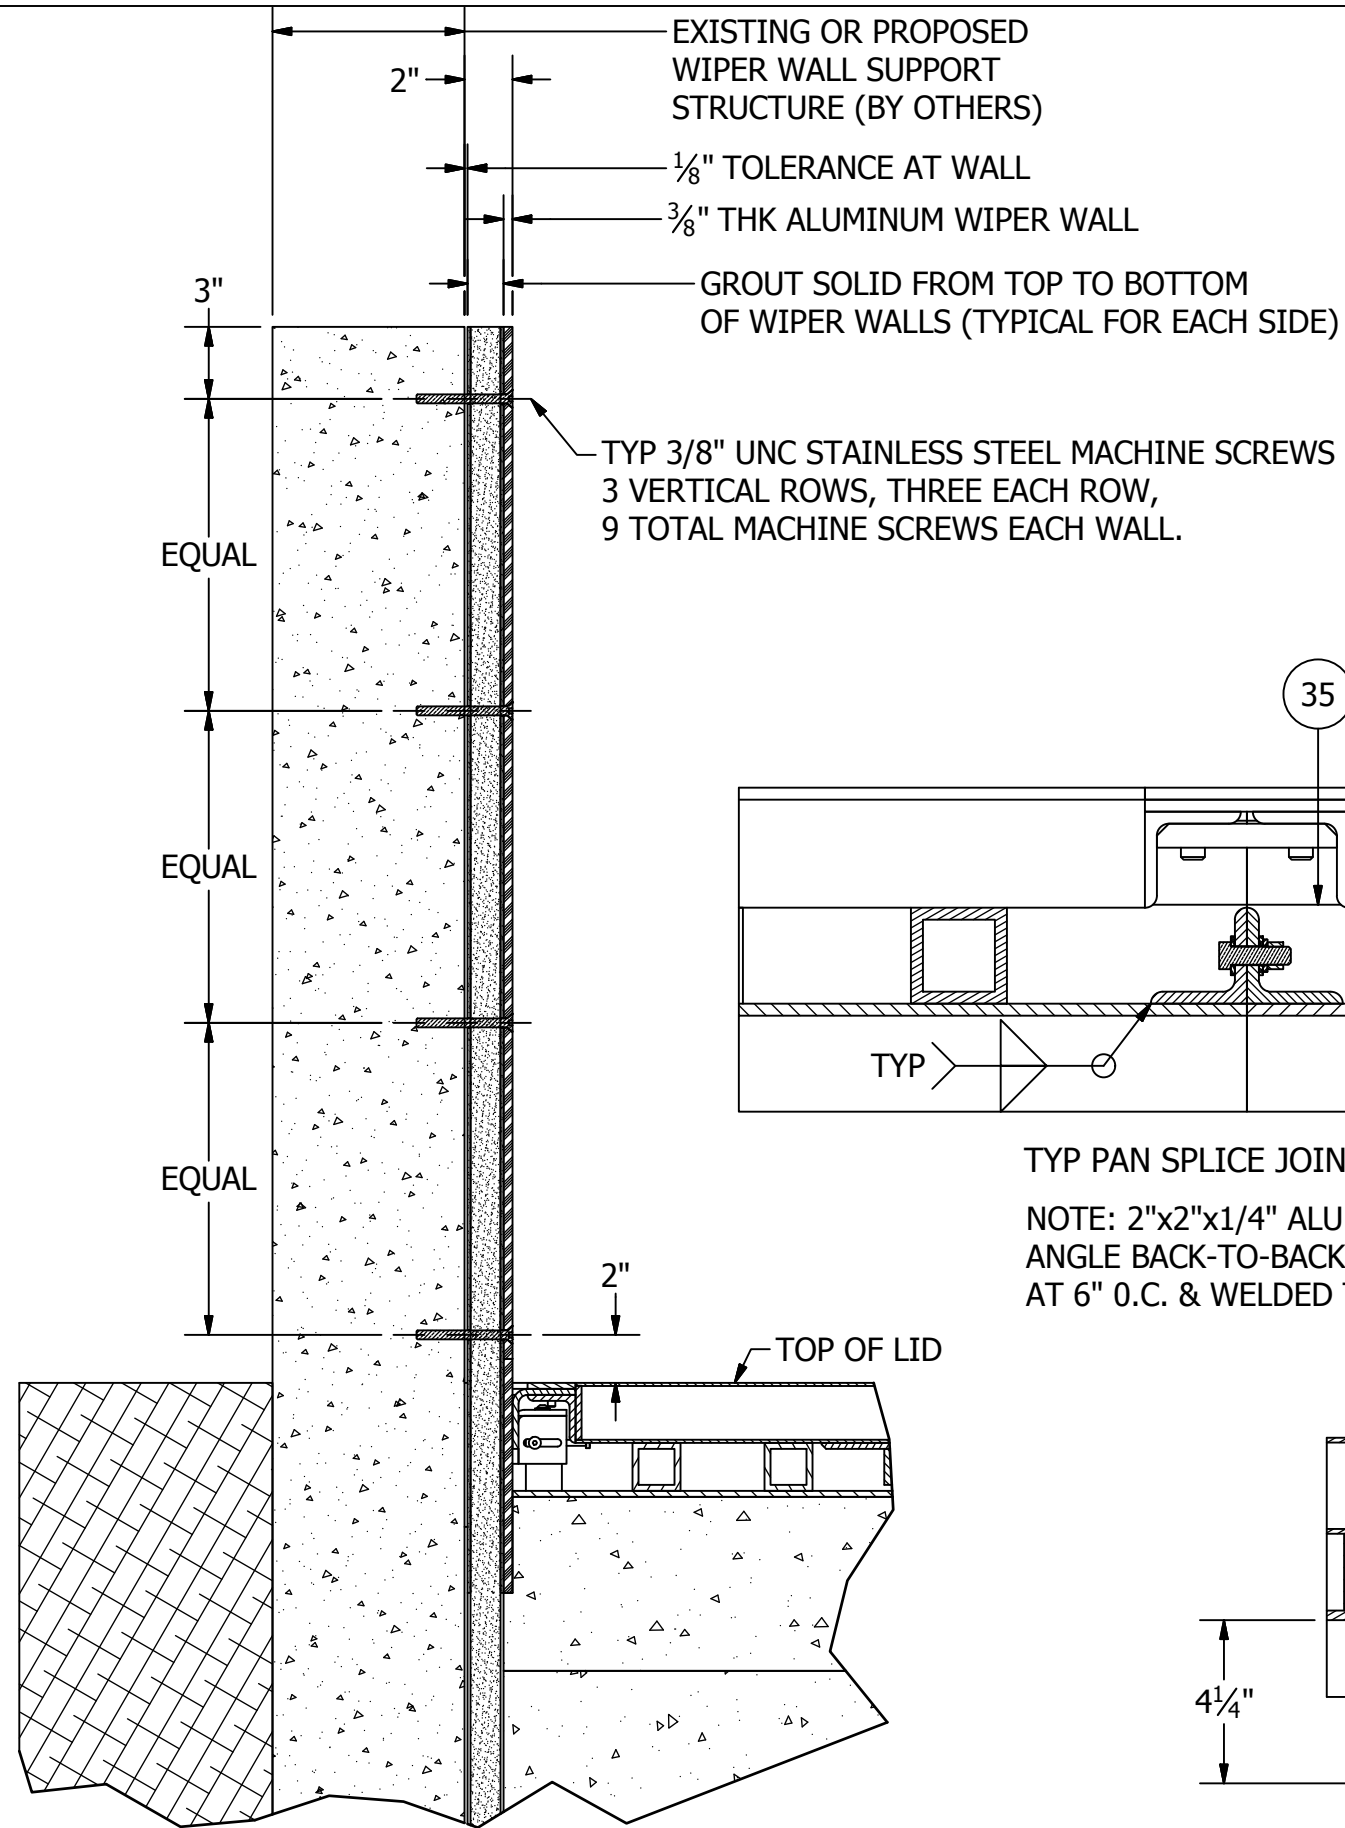 EXISTING OR PROPOSED
WIPER WALL SUPPORT
STRUCTURE (BY OTHERS)
2"
⅛" TOLERANCE AT WALL
⅜" THK ALUMINUM WIPER WALL
GROUT SOLID FROM TOP TO BOTTOM
OF WIPER WALLS (TYPICAL FOR EACH SIDE)
3"
TYP 3/8" UNC STAINLESS STEEL MACHINE SCREWS
3 VERTICAL ROWS, THREE EACH ROW,
9 TOTAL MACHINE SCREWS EACH WALL.
EQUAL
35
EQUAL
TYP
TYP PAN SPLICE JOIN
EQUAL
NOTE: 2"x2"x1/4" ALU
ANGLE BACK-TO-BACK
AT 6" 0.C. & WELDED
2"
TOP OF LID
4¼"